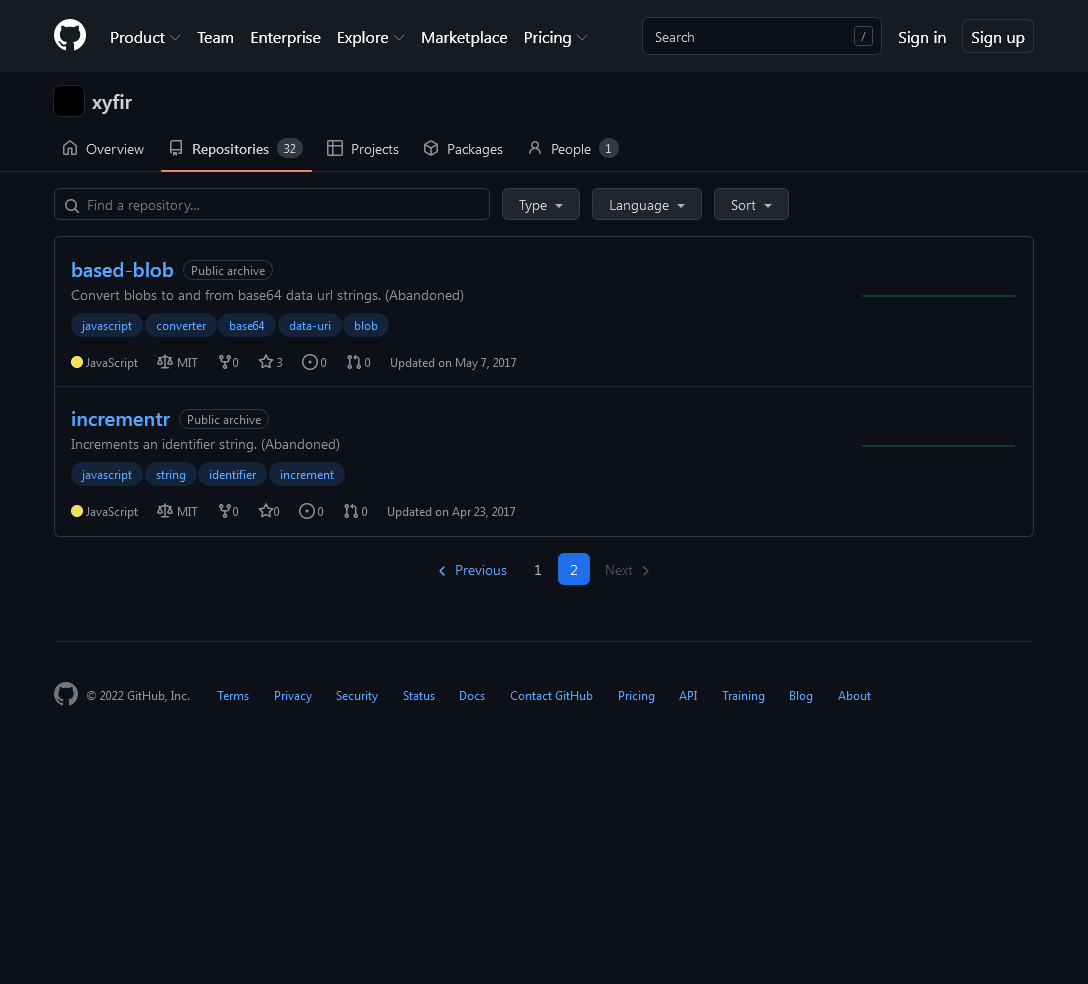 Product Team Enterprise Explore Marketplace Pricing Search / Sign in Sign up
xyfir
Overview Repositories 32 Projects Packages People 1
Find a repository... Type Language Sort
based-blob Public archive
Convert blobs to and from base64 data url strings. (Abandoned)
javascript converter base64 data-uri blob
JavaScript MIT 0 3 0 0 Updated on May 7, 2017
incrementr Public archive
Increments an identifier string. (Abandoned)
javascript string identifier increment
JavaScript MIT 0 0 0 0 Updated on Apr 23, 2017
Previous 1 2 Next
© 2022 GitHub, Inc. Terms Privacy Security Status Docs Contact GitHub Pricing API Training Blog About